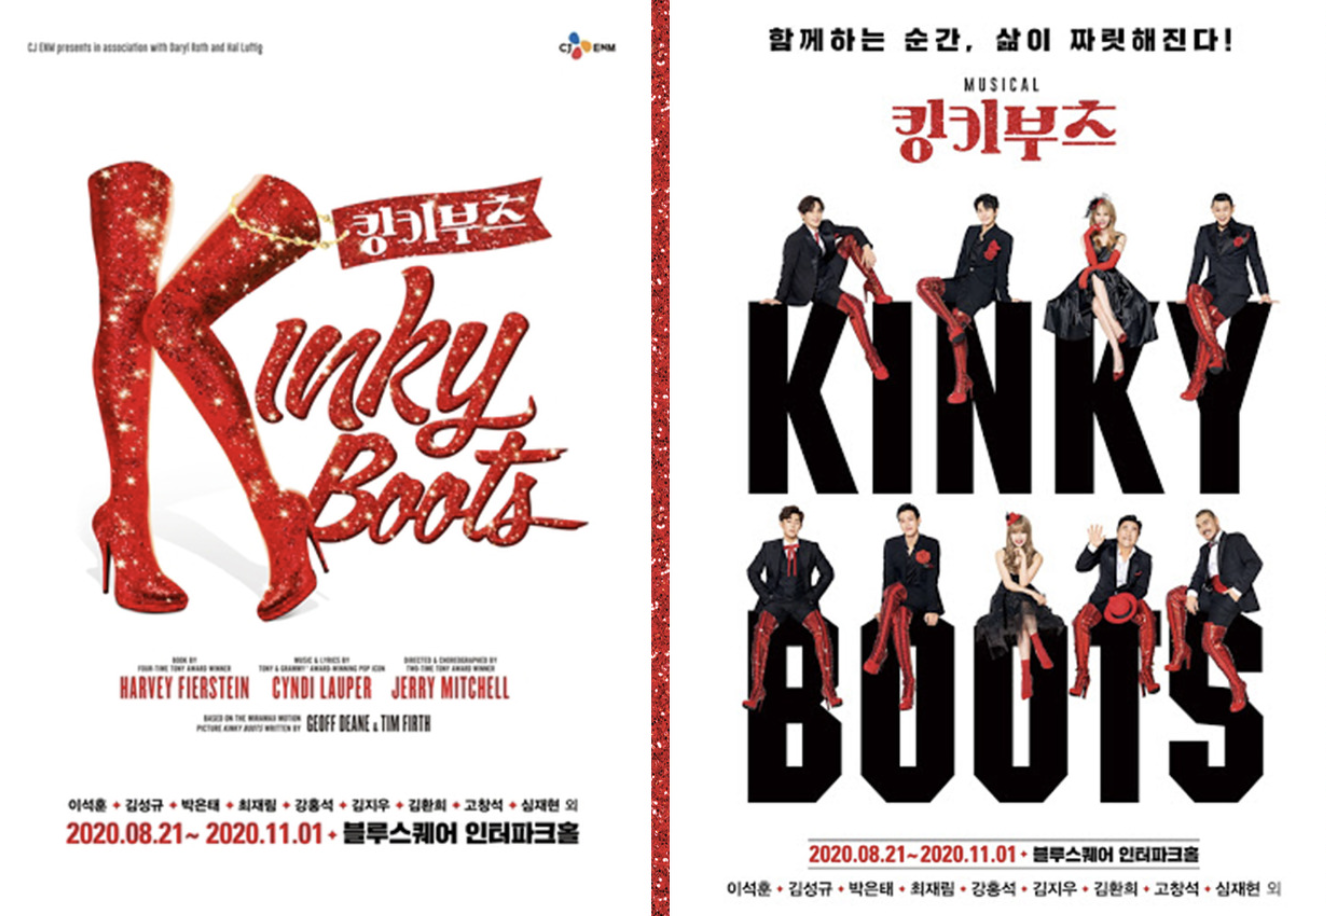 CJ ENM presents in association with Daryl Roth and Hal Luftig
CJ ENM
킹키부츠
Kinky
Boots
BOOK BY
FOUR-TIME TONY AWARD WINNER
HARVEY FIERSTEIN
MUSIC & LYRICS BY
TONY & GRAMMY® AWARD-WINNING POP ICON
CYNDI LAUPER
DIRECTED & CHOREOGRAPHED BY
TWO-TIME TONY AWARD WINNER
JERRY MITCHELL
BASED ON THE MIRAMAX MOTION
PICTURE KINKY BOOTS WRITTEN BY
GEOFF DEANE & TIM FIRTH
이석훈 + 김성규 + 박은태 + 최재림 + 강홍석 + 김지우 + 김환희 + 고창석 + 심재현 외
2020.08.21~ 2020.11.01 + 블루스퀘어 인터파크홀
함께하는 순간, 삶이 짜릿해진다!
MUSICAL
킹키부츠
KINKY
BOOTS
2020.08.21~2020.11.01 + 블루스퀘어 인터파크홀
이석훈 + 김성규 + 박은태 + 최재림 + 강홍석 + 김지우 + 김환희 + 고창석 + 심재현 외